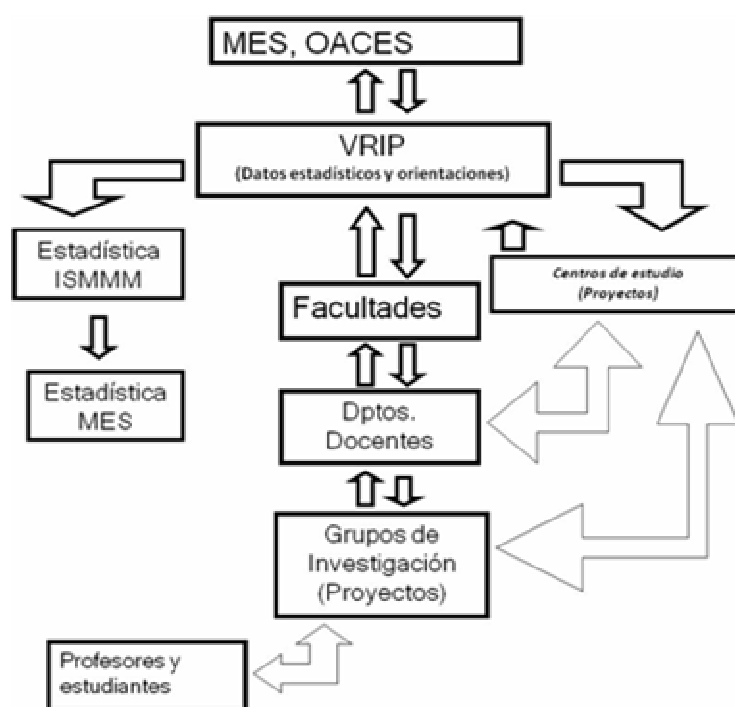 MES, OACES
VRIP
(Datos estadísticos y orientaciones)
Estadística
ISMMM
Centros de estudio
(Proyectos)
Facultades
Estadística
MES
Dptos.
Docentes
Grupos de
Investigación
(Proyectos)
Profesores y
estudiantes